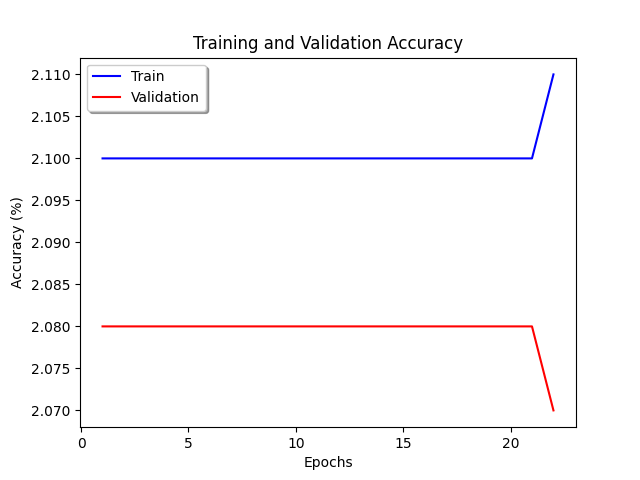 Training and Validation Accuracy
Train
Validation
2.110
2.105
2.100
2.095
2.090
2.085
2.080
2.075
2.070
Accuracy (%)
0 5 10 15 20
Epochs